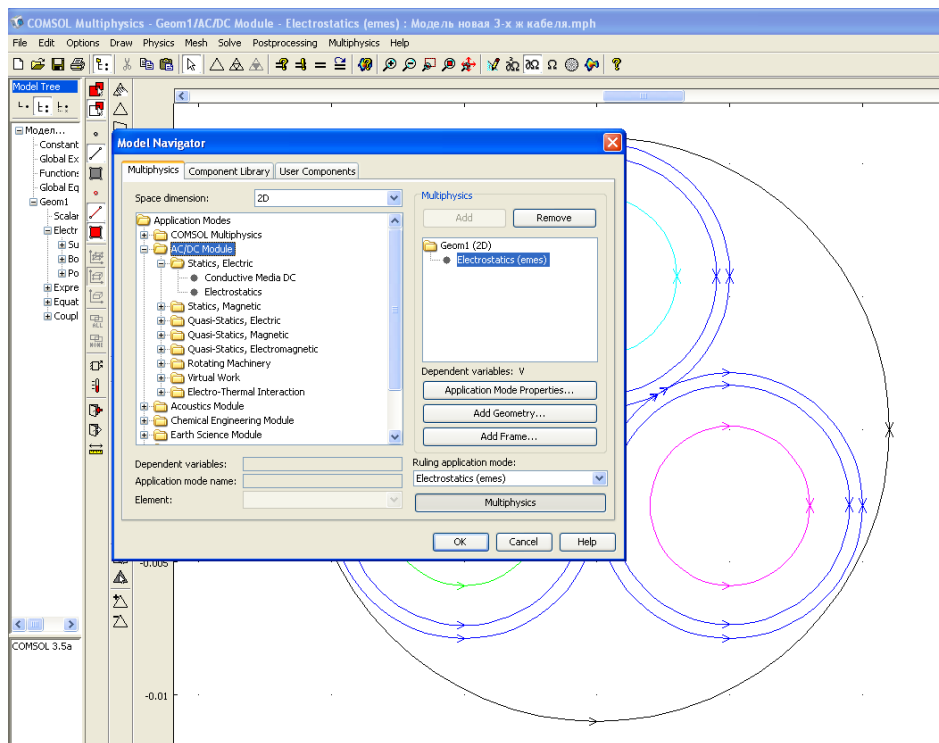 COMSOL Multiphysics - Geom1/AC/DC Module - Electrostatics (emes) : Модель новая 3-х ж кабеля.mph
File Edit Options Draw Physics Mesh Solve Postprocessing Multiphysics Help
Model Tree
Модел...
Constant
Global Ex
Function:
Global Eq
Geom1
Scalar
Electr
Su
Bo
Po
Expre
Equat
Coupl
COMSOL 3.5a
Model Navigator
Multiphysics Component Library User Components
Space dimension: 2D
Application Modes
COMSOL Multiphysics
AC/DC Module
Statics, Electric
Conductive Media DC
Electrostatics
Statics, Magnetic
Quasi-Statics, Electric
Quasi-Statics, Magnetic
Quasi-Statics, Electromagnetic
Rotating Machinery
Virtual Work
Electro-Thermal Interaction
Acoustics Module
Chemical Engineering Module
Earth Science Module
Dependent variables:
Application mode name:
Element:
Multiphysics
Add Remove
Geom1 (2D)
Electrostatics (emes)
Dependent variables: V
Application Mode Properties...
Add Geometry...
Add Frame...
Ruling application mode:
Electrostatics (emes)
Multiphysics
OK Cancel Help
-0.005
-0.01